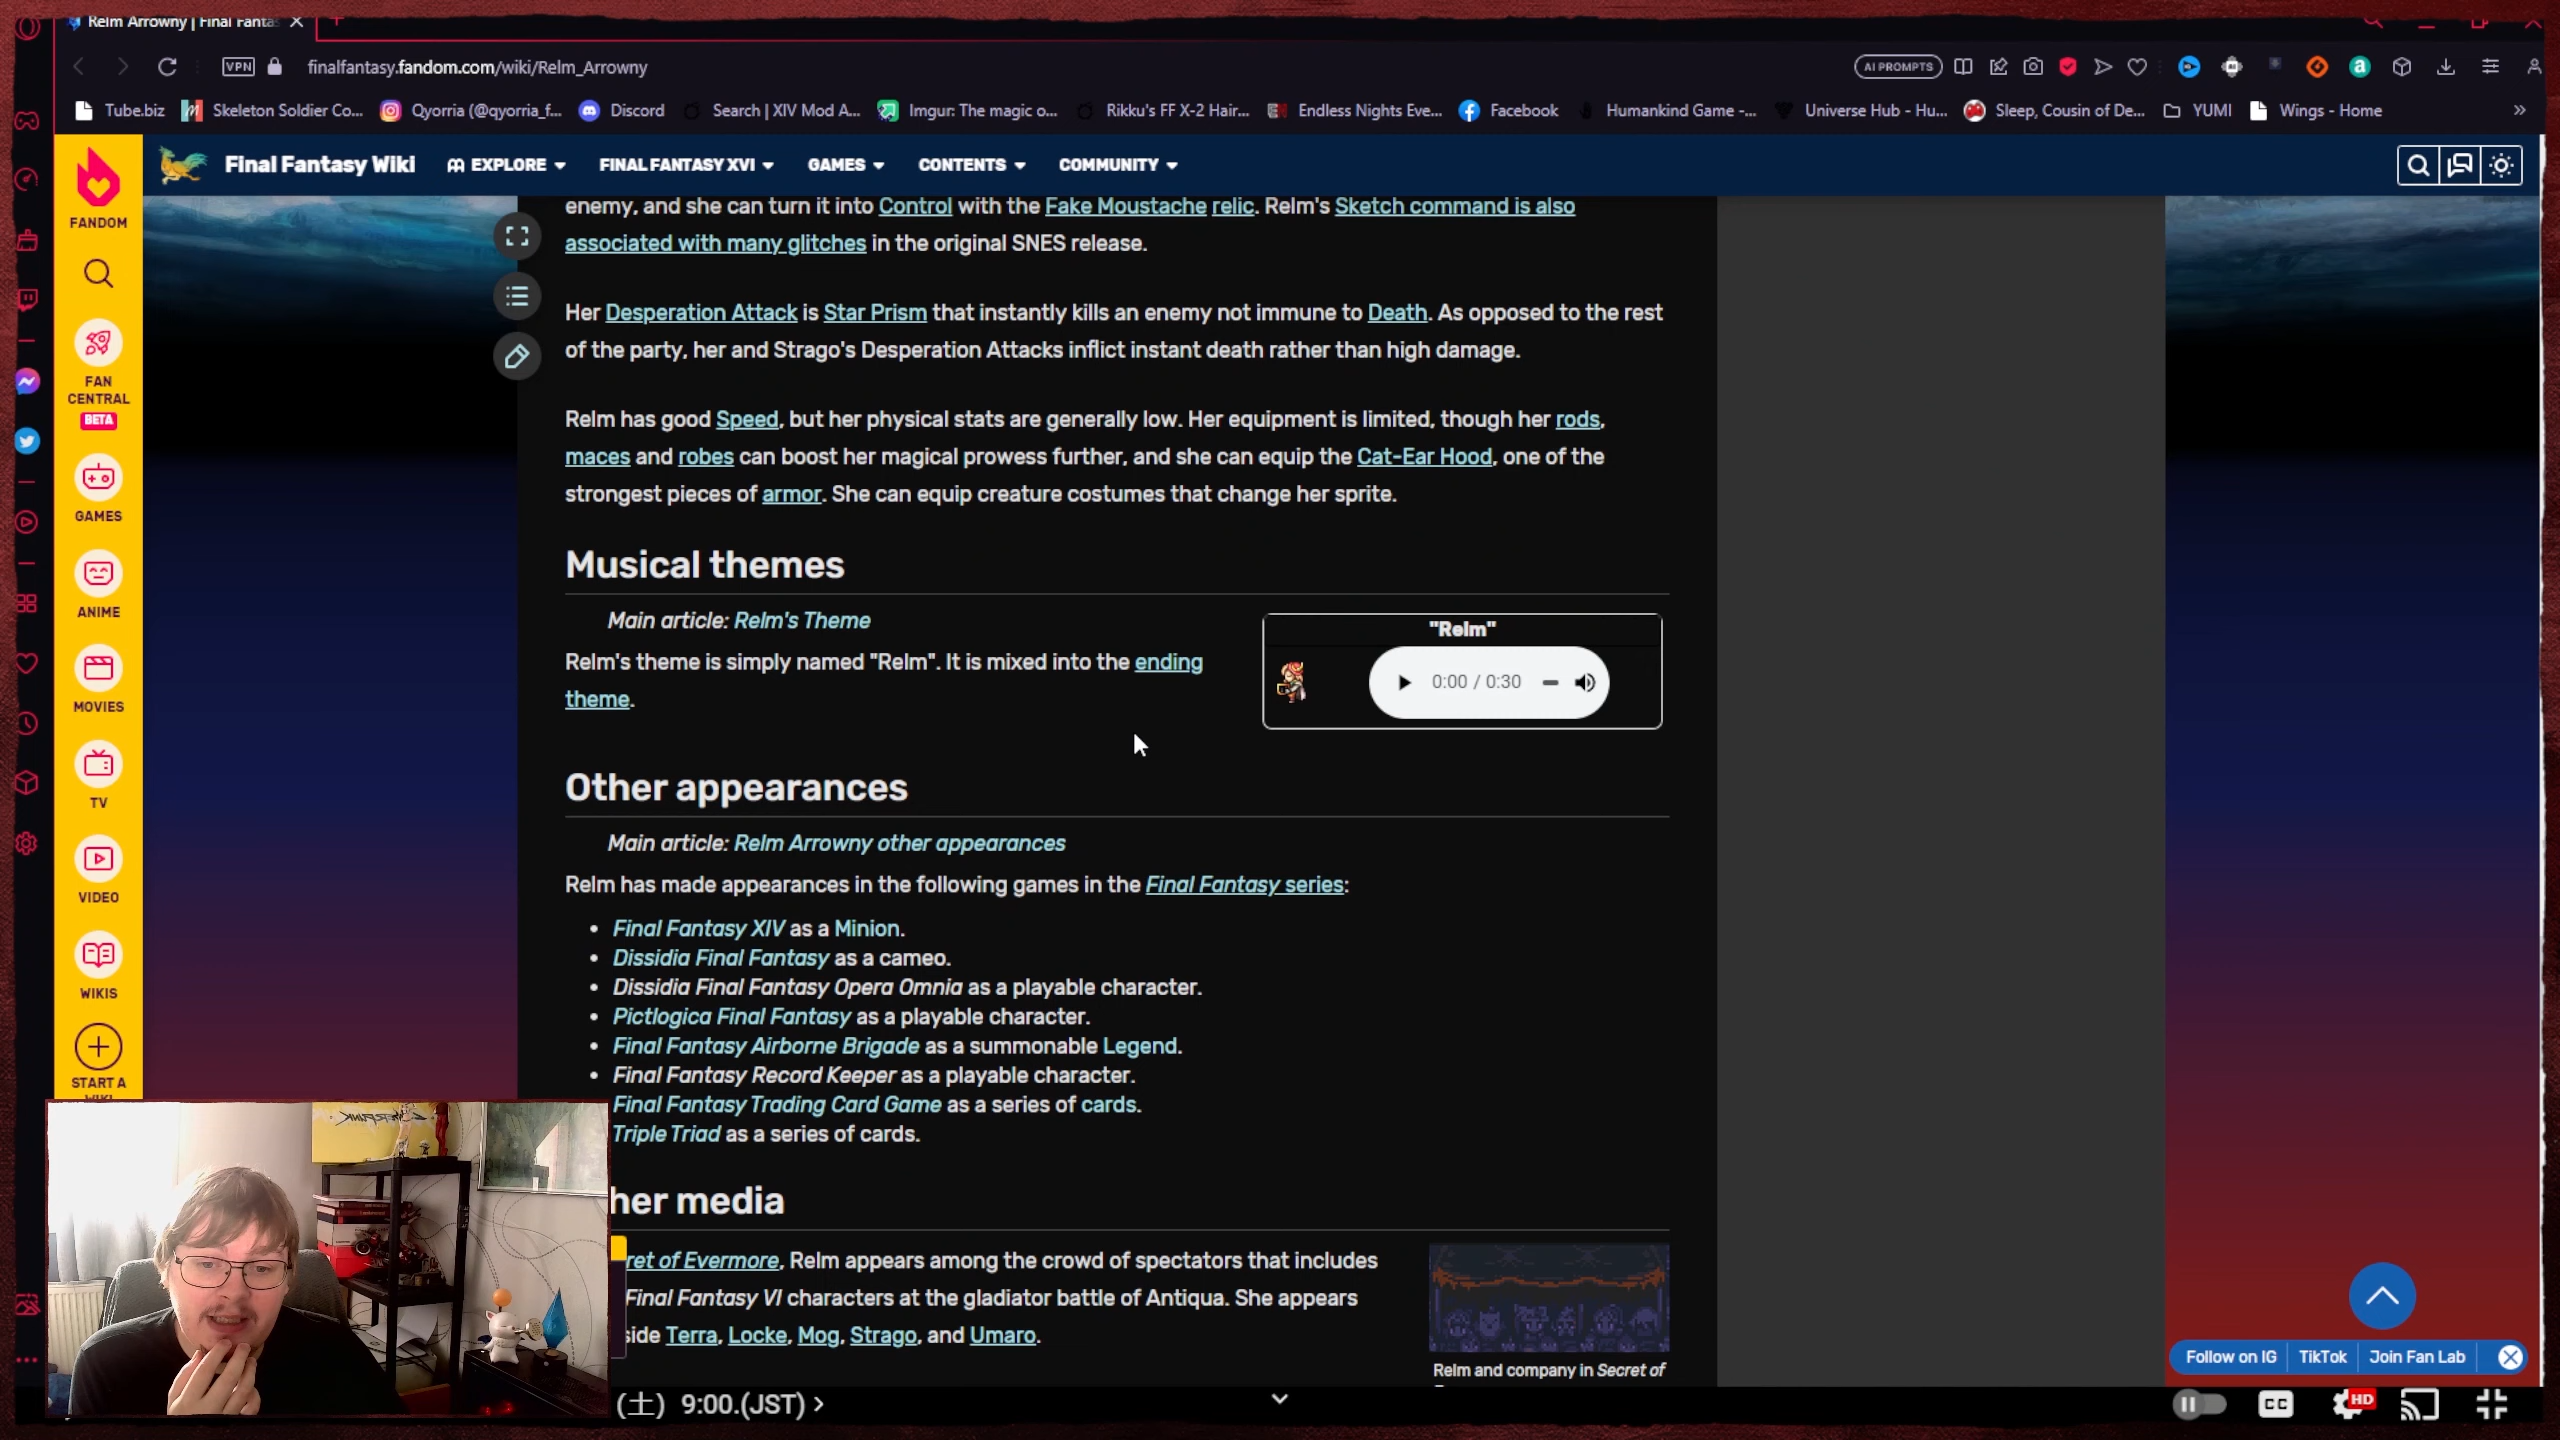 Relm Arrowny | Final Fantas
VPN
finalfantasy.fandom.com/wiki/Relm_Arrowny
AI PROMPTS
Tube.biz
Skeleton Soldier Co...
Qyorria (@qyorria_f...
Discord
Search | XIV Mod A...
Imgur: The magic o...
Rikku's FF X-2 Hair...
Endless Nights Eve...
Facebook
Humankind Game -...
Universe Hub - Hu...
Sleep, Cousin of De...
YUMI
Wings - Home
Final Fantasy Wiki
EXPLORE
FINAL FANTASY XVI
GAMES
CONTENTS
COMMUNITY
FANDOM
FAN
CENTRAL
BETA
GAMES
ANIME
MOVIES
TV
VIDEO
WIKIS
START A
enemy, and she can turn it into Control with the Fake Moustache relic. Relm's Sketch command is also
associated with many glitches in the original SNES release.
Her Desperation Attack is Star Prism that instantly kills an enemy not immune to Death. As opposed to the rest
of the party, her and Strago's Desperation Attacks inflict instant death rather than high damage.
Relm has good Speed, but her physical stats are generally low. Her equipment is limited, though her rods,
maces and robes can boost her magical prowess further, and she can equip the Cat-Ear Hood, one of the
strongest pieces of armor. She can equip creature costumes that change her sprite.
Musical themes
Main article: Relm's Theme
Relm's theme is simply named "Relm". It is mixed into the ending
theme.
"Relm"
0:00 / 0:30
Other appearances
Main article: Relm Arrowny other appearances
Relm has made appearances in the following games in the Final Fantasy series:
• Final Fantasy XIV as a Minion.
• Dissidia Final Fantasy as a cameo.
• Dissidia Final Fantasy Opera Omnia as a playable character.
• Pictlogica Final Fantasy as a playable character.
• Final Fantasy Airborne Brigade as a summonable Legend.
• Final Fantasy Record Keeper as a playable character.
Final Fantasy Trading Card Game as a series of cards.
Triple Triad as a series of cards.
her media
ret of Evermore, Relm appears among the crowd of spectators that includes
Final Fantasy VI characters at the gladiator battle of Antiqua. She appears
side Terra, Locke, Mog, Strago, and Umaro.
Relm and company in Secret of
Follow on IG
TikTok
Join Fan Lab
(土) 9:00.(JST) >
CC
HD